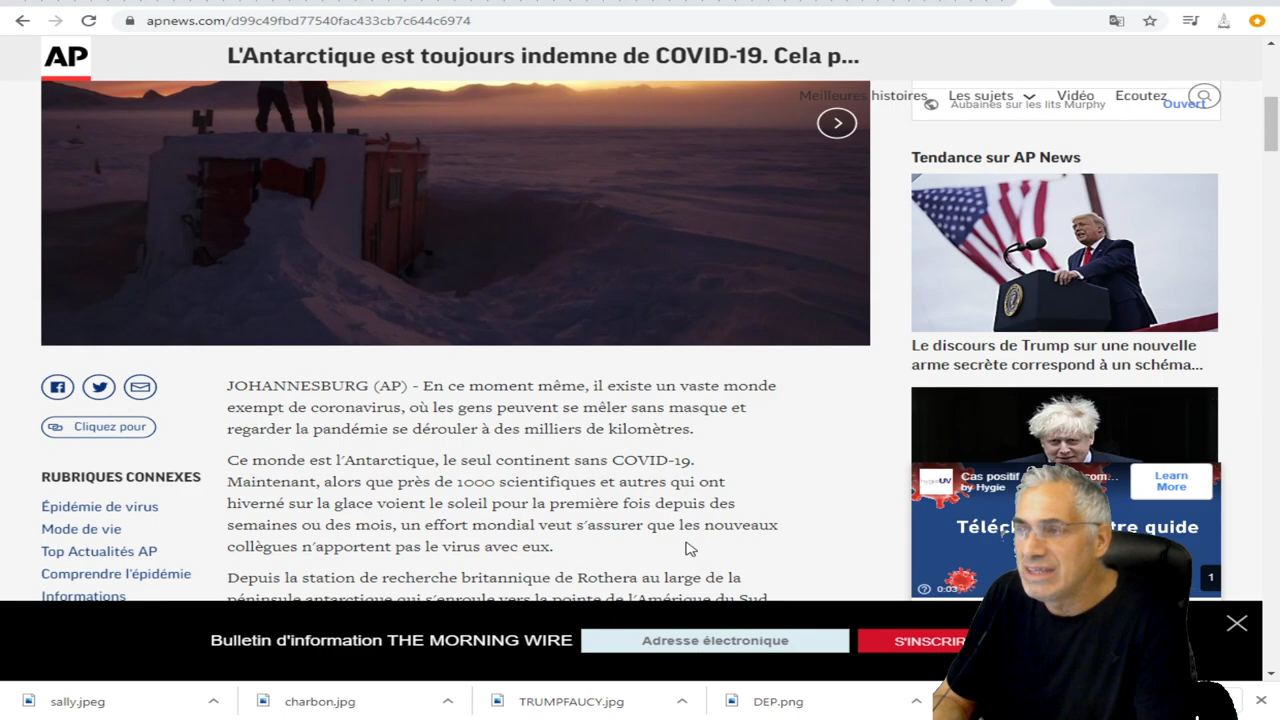 apnews.com/d99c49fbd77540fac433cb7c644c6974
AP
L'Antarctique est toujours indemne de COVID-19. Cela p...
Meilleures histoires
Les sujets
Vidéo
Ecoutez
Aubaines sur les lits Murphy
Ouvert
Tendance sur AP News
Le discours de Trump sur une nouvelle
arme secrète correspond à un schéma...
JOHANNESBURG (AP) - En ce moment même, il existe un vaste monde
exempt de coronavirus, où les gens peuvent se mêler sans masque et
regarder la pandémie se dérouler à des milliers de kilomètres.
Ce monde est l'Antarctique, le seul continent sans COVID-19.
Maintenant, alors que près de 1000 scientifiques et autres qui ont
hiverné sur la glace voient le soleil pour la première fois depuis des
semaines ou des mois, un effort mondial veut s'assurer que les nouveaux
collègues n'apportent pas le virus avec eux.
Depuis la station de recherche britannique de Rothera au large de la
péninsule antarctique qui s'enroule vers la pointe de l'Amérique du Sud
Cliquez pour
RUBRIQUES CONNEXES
Épidémie de virus
Mode de vie
Top Actualités AP
Comprendre l'épidémie
Informations
hygieUV
Cas positif
by Hygie
Learn
More
guide
0:03
1
Bulletin d'information THE MORNING WIRE
Adresse électronique
S'INSCRIR
sally.jpeg
charbon.jpg
TRUMPFAUCY.jpg
DEP.png